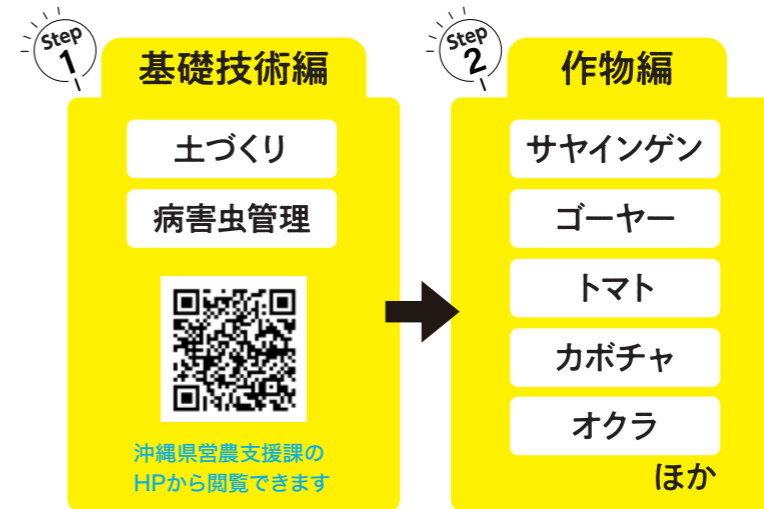 Step
1
基礎技術編
土づくり
病害虫管理
沖縄県営農支援課の
HPから閲覧できます
Step
2
作物編
サヤインゲン
ゴーヤー
トマト
カボチャ
オクラ
ほか